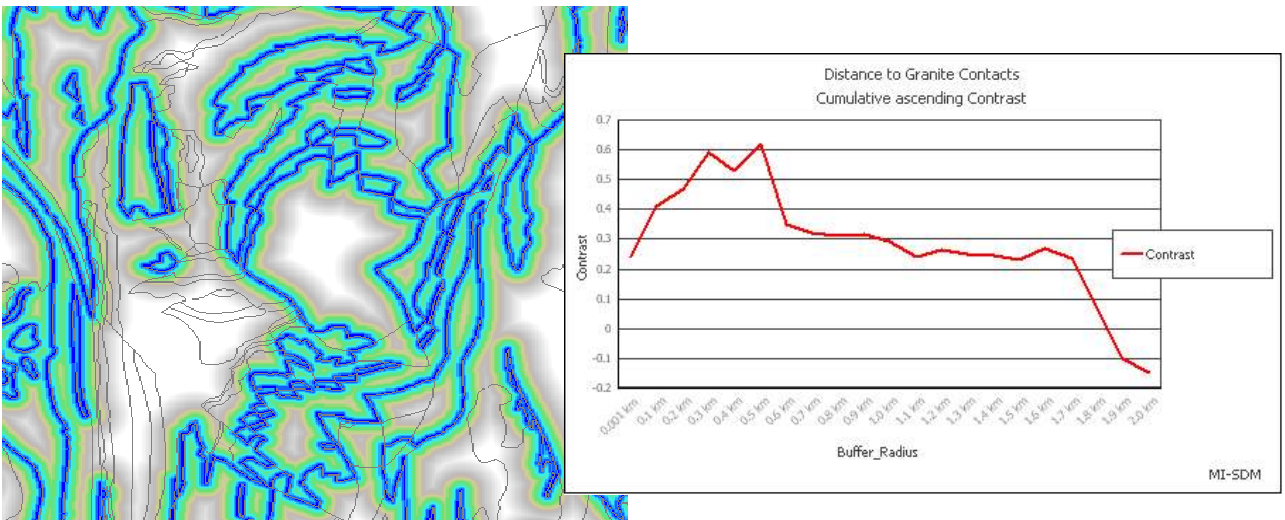 Distance to Granite Contacts
Cumulative ascending Contrast
0.7
0.6
0.5
0.4
0.3
0.2
0.1
0
-0.1
-0.2
Contrast
Contrast
0.001 km
0.1 km
0.2 km
0.3 km
0.4 km
0.5 km
0.6 km
0.7 km
0.8 km
0.9 km
1.0 km
1.1 km
1.2 km
1.3 km
1.4 km
1.5 km
1.6 km
1.7 km
1.8 km
1.9 km
2.0 km
Buffer_Radius
MI-SDM